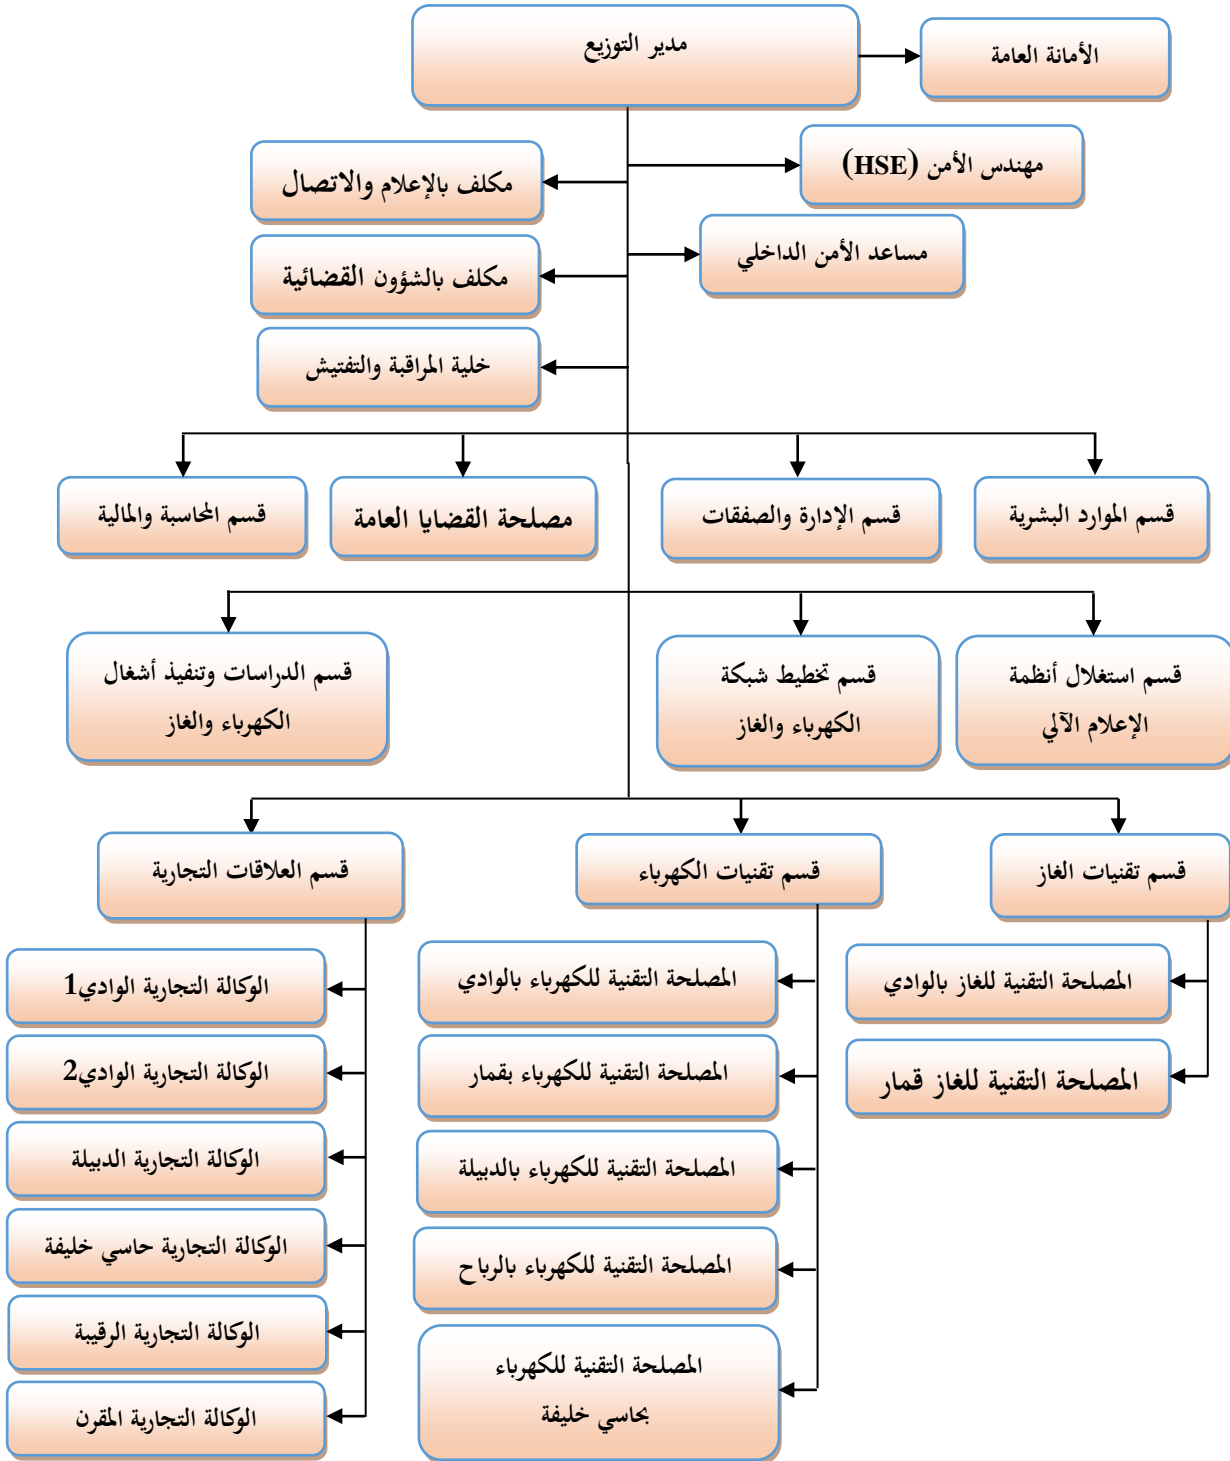 مدير التوزيع
الأمانة العامة
مهندس الأمن (HSE)
مكلف بالإعلام والاتصال
مساعد الأمن الداخلي
مكلف بالشؤون القضائية
خلية المراقبة والتفتيش
قسم الموارد البشرية
قسم الإدارة والصفقات
مصلحة القضايا العامة
قسم المحاسبة والمالية
قسم استغلال أنظمة
الإعلام الآلي
قسم تخطيط شبكة
الكهرباء والغاز
قسم الدراسات وتنفيذ أشغال
الكهرباء والغاز
قسم تقنيات الغاز
قسم تقنيات الكهرباء
قسم العلاقات التجارية
المصلحة التقنية للغاز بالوادي
المصلحة التقنية للغاز قمار
المصلحة التقنية للكهرباء بالوادي
المصلحة التقنية للكهرباء بقمار
المصلحة التقنية للكهرباء بالدبيلة
المصلحة التقنية للكهرباء بالرباح
المصلحة التقنية للكهرباء
بحاسي خليفة
الوكالة التجارية الوادي1
الوكالة التجارية الوادي2
الوكالة التجارية الدبيلة
الوكالة التجارية حاسي خليفة
الوكالة التجارية الرقيبة
الوكالة التجارية المقرن